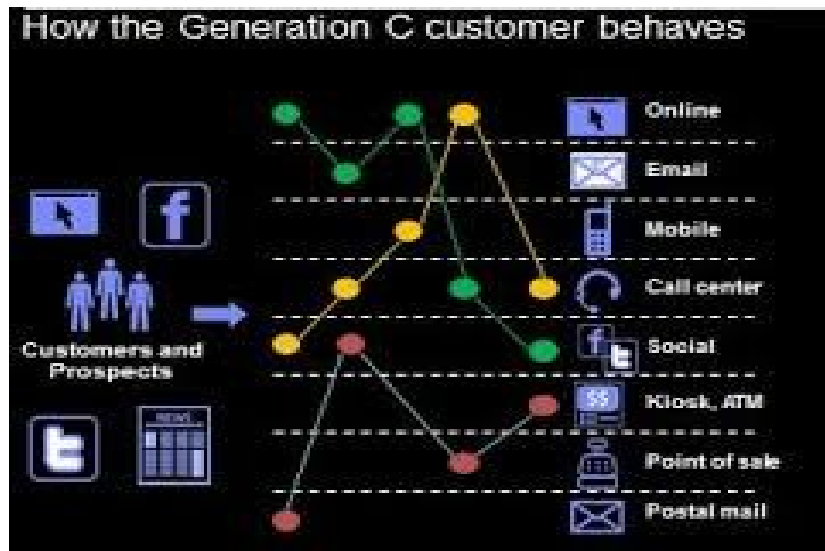 How the Generation C customer behaves
Online
Email
Mobile
Call center
Customers and
Prospects
Social
Kiosk, ATM
Point of sale
Postal mail
NEWS
$$